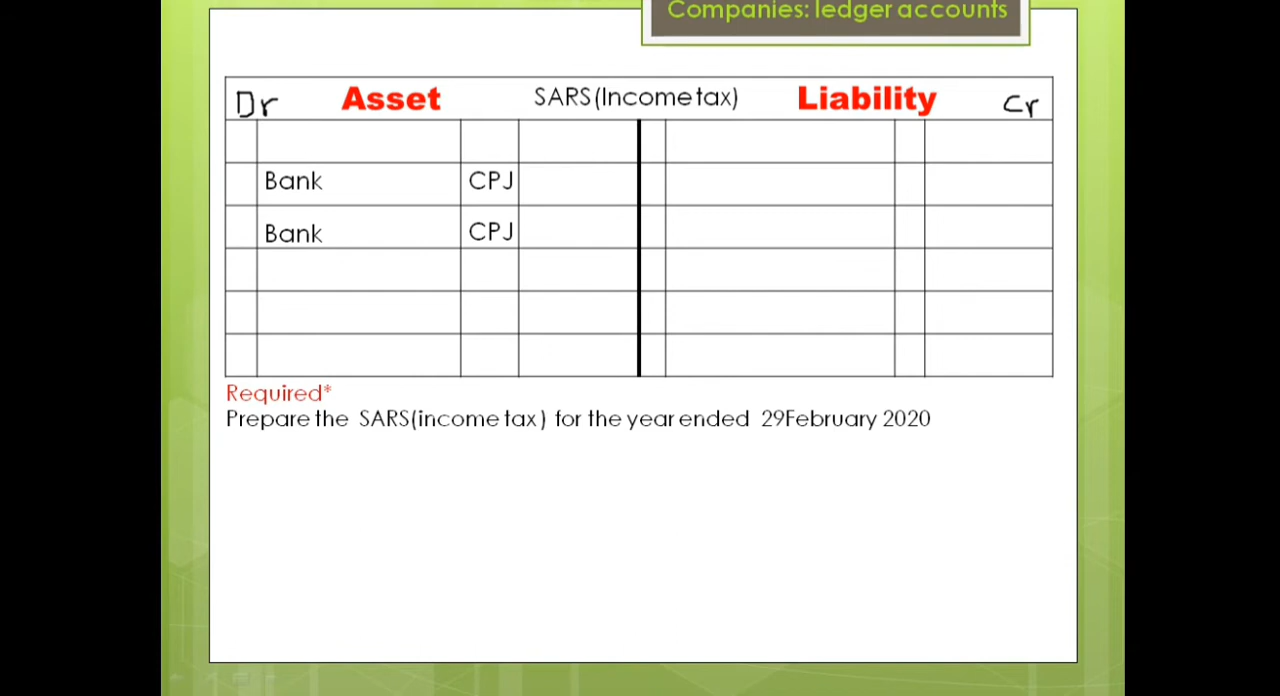 Companies: ledger accounts
Dr Asset SARS(Income tax) Liability Cr
Bank CPJ
Bank CPJ
Required*
Prepare the SARS(income tax) for the year ended 29February 2020